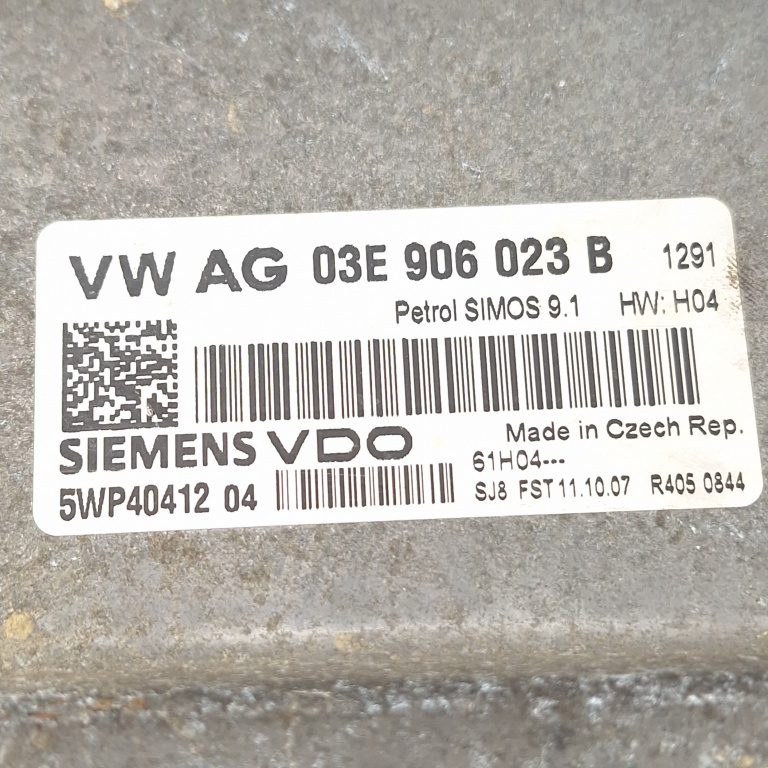 VW AG 03E 906 023 B 1291
Petrol SIMOS 9.1 HW: H04
SIEMENS VDO Made in Czech Rep.
61H04---
5WP40412 04 SJ8 FST 11.10.07 R405 0844